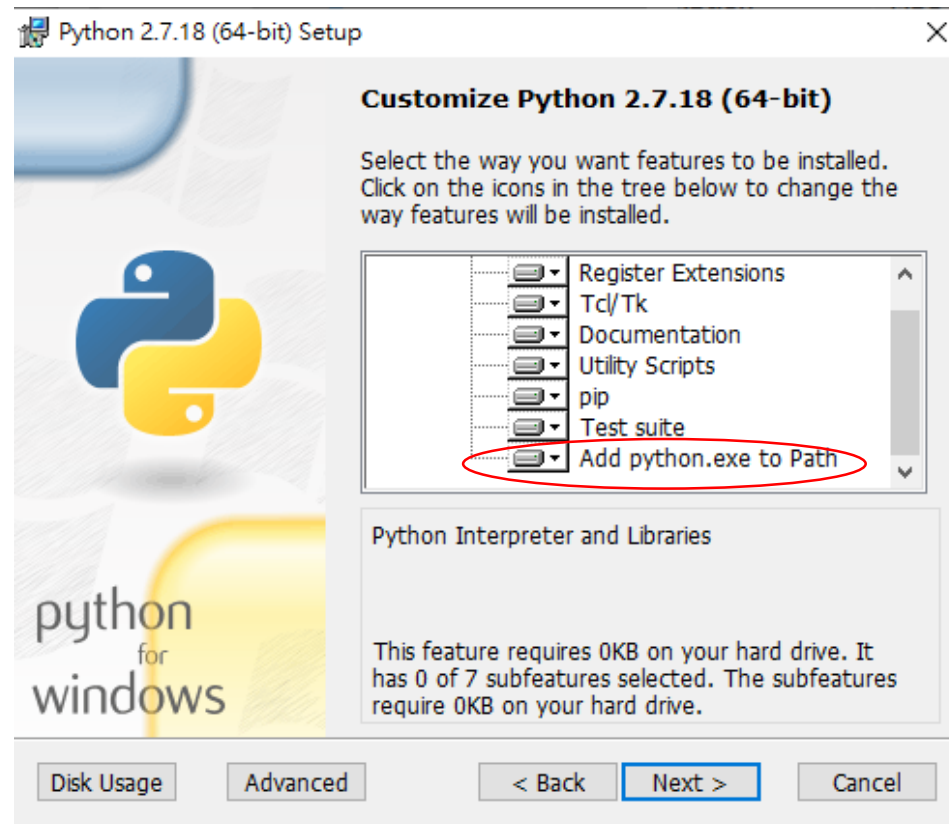 Python 2.7.18 (64-bit) Setup
Customize Python 2.7.18 (64-bit)
Select the way you want features to be installed.
Click on the icons in the tree below to change the
way features will be installed.
Register Extensions
Tcl/Tk
Documentation
Utility Scripts
pip
Test suite
Add python.exe to Path
Python Interpreter and Libraries
This feature requires 0KB on your hard drive. It
has 0 of 7 subfeatures selected. The subfeatures
require 0KB on your hard drive.
python
for
windows
Disk Usage
Advanced
< Back
Next >
Cancel